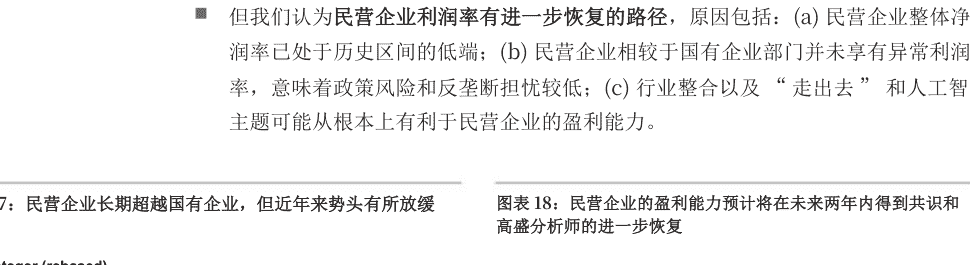 ■ 但我们认为民营企业利润率有进一步恢复的路径，原因包括：(a) 民营企业整体净
润率已处于历史区间的低端；(b) 民营企业相较于国有企业部门并未享有异常利润
率，意味着政策风险和反垄断担忧较低；(c) 行业整合以及 “ 走出去 ” 和人工智
主题可能从根本上有利于民营企业的盈利能力。
7：民营企业长期超越国有企业，但近年来势头有所放缓
图表 18：民营企业的盈利能力预计将在未来两年内得到共识和
高盛分析师的进一步恢复